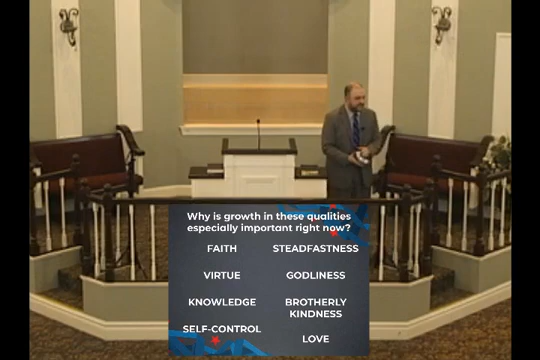 Why is growth in these qualities
especially important right now?
FAITH
STEADFASTNESS
VIRTUE
GODLINESS
KNOWLEDGE
BROTHERLY
KINDNESS
SELF-CONTROL
LOVE